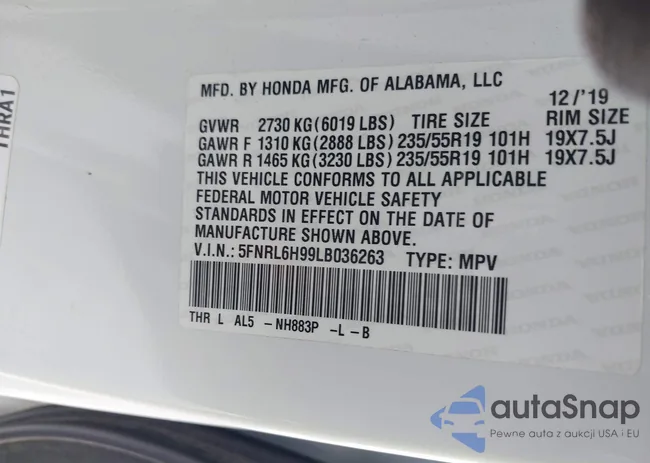 THRA1
MFD. BY HONDA MFG. OF ALABAMA, LLC
12/'19
GVWR 2730 KG(6019 LBS) TIRE SIZE RIM SIZE
GAWR F 1310 KG(2888 LBS)235/55R19 101H 19X7.5J
GAWR R 1465 KG(3230 LBS)235/55R19 101H 19X7.5J
THIS VEHICLE CONFORMS TO ALL APPLICABLE
FEDERAL MOTOR VEHICLE SAFETY
STANDARDS IN EFFECT ON THE DATE OF
MANUFACTURE SHOWN ABOVE.
V.I.N.: 5FNRL6H99LB036263 TYPE: MPV
THR L AL5 -NH883P -L -B
autaSnap
Pewne auta z aukcji USA i EU